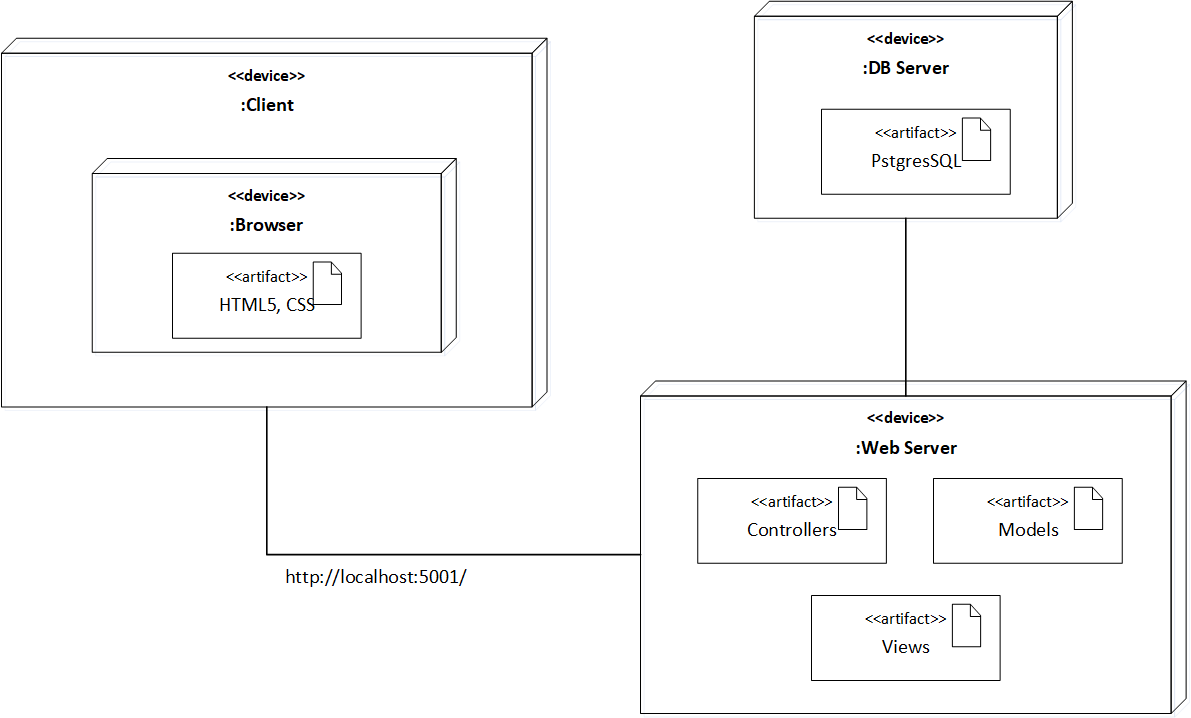 <<device>>
:Client
<<device>>
:Browser
<<artifact>>
HTML5, CSS
<<device>>
:DB Server
<<artifact>>
PstgresSQL
http://localhost:5001/
<<device>>
:Web Server
<<artifact>>
Controllers
<<artifact>>
Models
<<artifact>>
Views